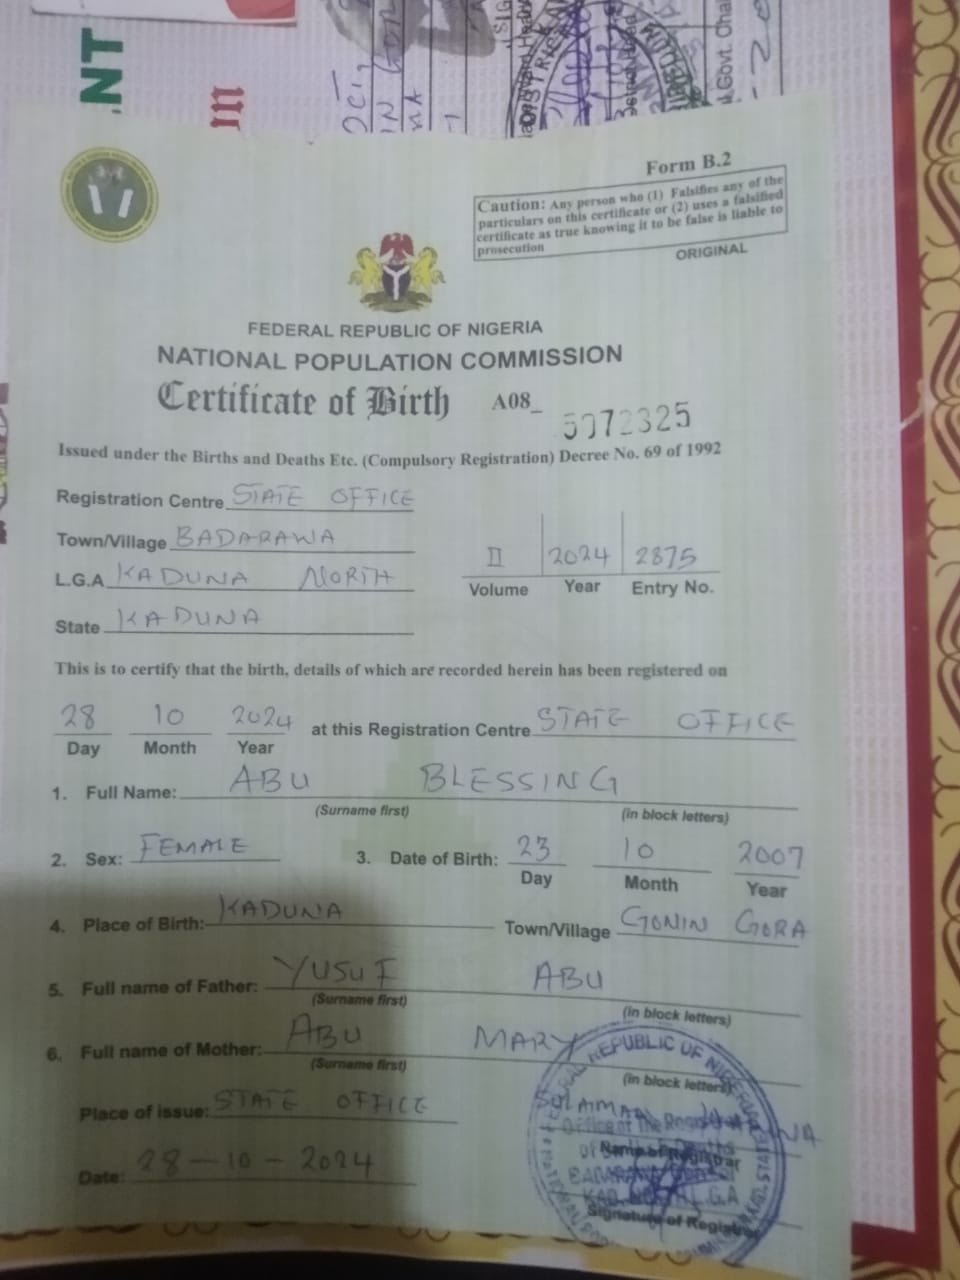 NT
m
Form B.2
Caution: Any person who (1) Falsifies any of the
particulars on this certificate or (2) uses a falsified
certificate as true knowing it to be false is liable to
prosecution
ORIGINAL
FEDERAL REPUBLIC OF NIGERIA
NATIONAL POPULATION COMMISSION
Certificate of Birth A08_ 5072325
Issued under the Births and Deaths Etc. (Compulsory Registration) Decree No. 69 of 1992
Registration Centre STATE OFFICE
Town/Village BADARAWA
L.G.A KADUNA NORTH
State KADUNA
II 2024 2875
Volume Year Entry No.
This is to certify that the birth, details of which are recorded herein has been registered on
28 10 2024 at this Registration Centre STATE OFFICE
Day Month Year
1. Full Name: ABU BLESSING
(Surname first) (in block letters)
2. Sex: FEMALE 3. Date of Birth: 23 10 2007
Day Month Year
4. Place of Birth: KADUNA Town/Village GONIN GORA
5. Full name of Father: YUSUF ABU
(Surname first) (in block letters)
6. Full name of Mother: ABU MARY
(Surname first) (in block letters)
Place of issue: STATE OFFICE
Name of Registrar
Date: 28-10-2024
Signature of Registrar